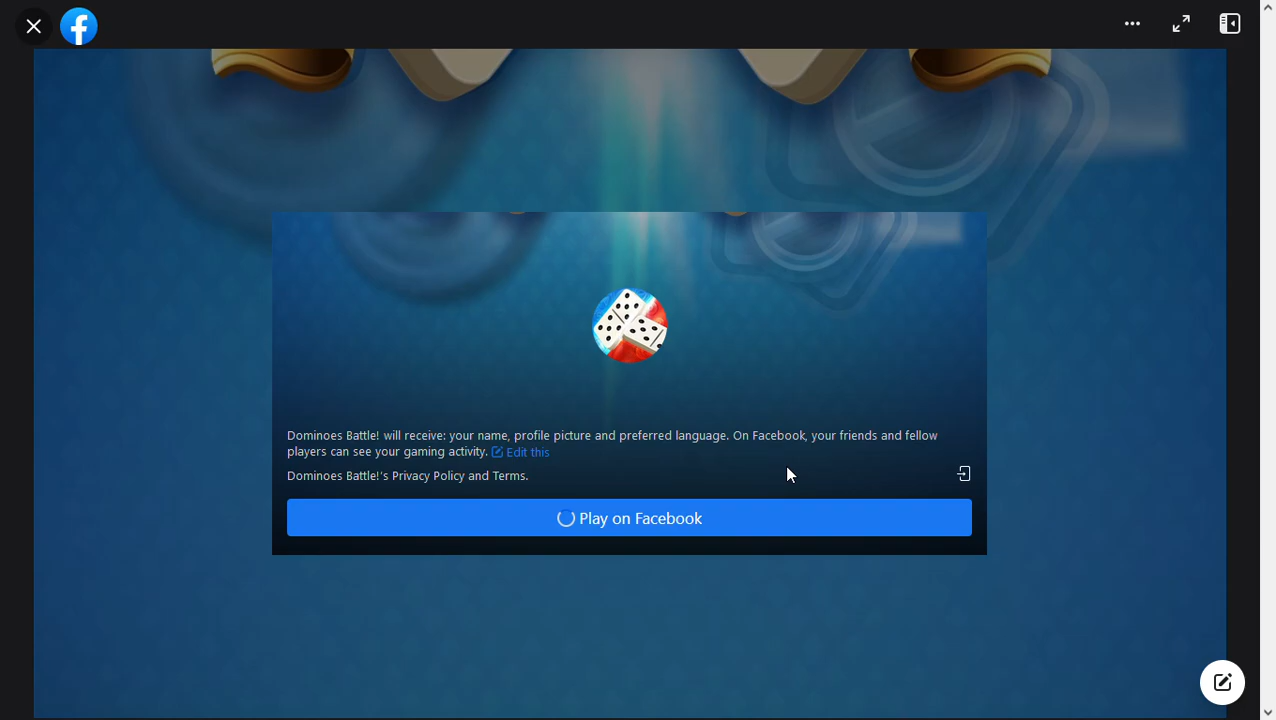 Dominoes Battle! will receive: your name, profile picture and preferred language. On Facebook, your friends and fellow
players can see your gaming activity. Edit this
Dominoes Battle!'s Privacy Policy and Terms.
Play on Facebook